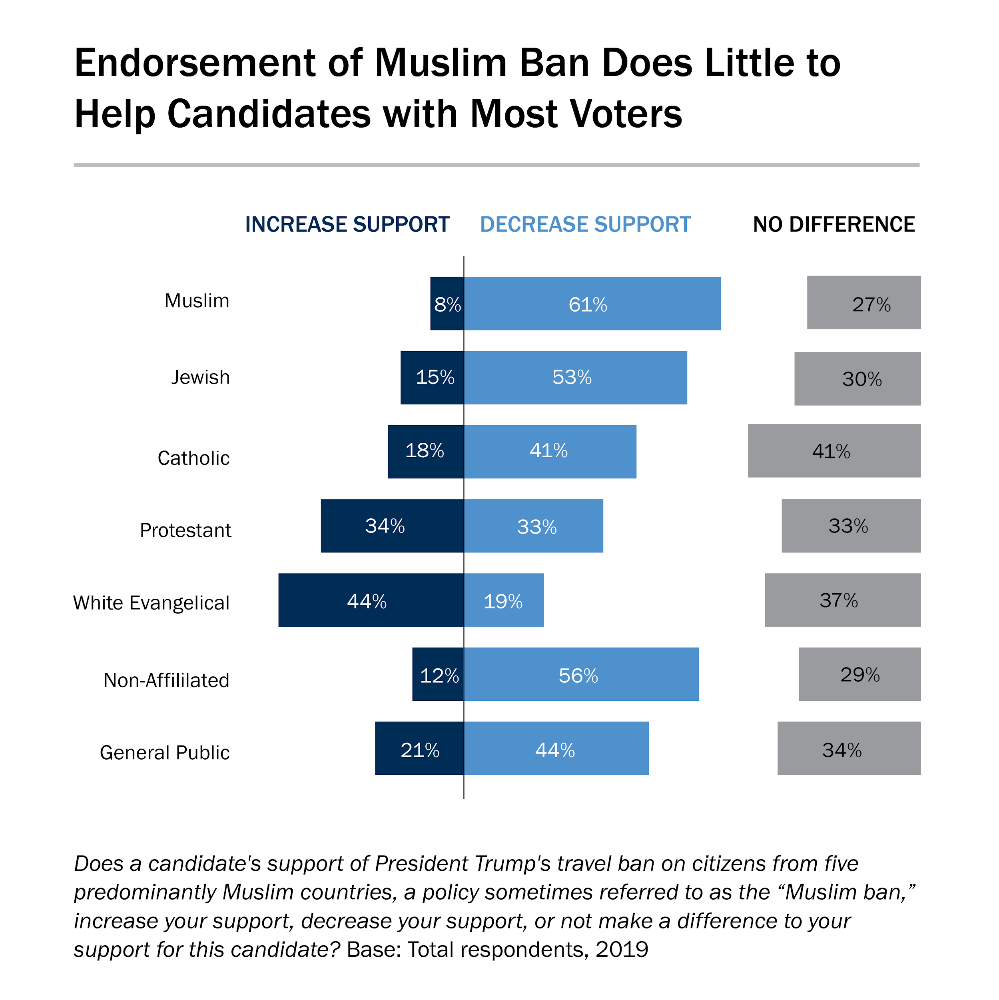 Endorsement of Muslim Ban Does Little to
Help Candidates with Most Voters
INCREASE SUPPORT DECREASE SUPPORT NO DIFFERENCE
Muslim 8% 61% 27%
Jewish 15% 53% 30%
Catholic 18% 41% 41%
Protestant 34% 33% 33%
White Evangelical 44% 19% 37%
Non-Affililated 12% 56% 29%
General Public 21% 44% 34%
Does a candidate's support of President Trump's travel ban on citizens from five
predominantly Muslim countries, a policy sometimes referred to as the “Muslim ban,”
increase your support, decrease your support, or not make a difference to your
support for this candidate? Base: Total respondents, 2019